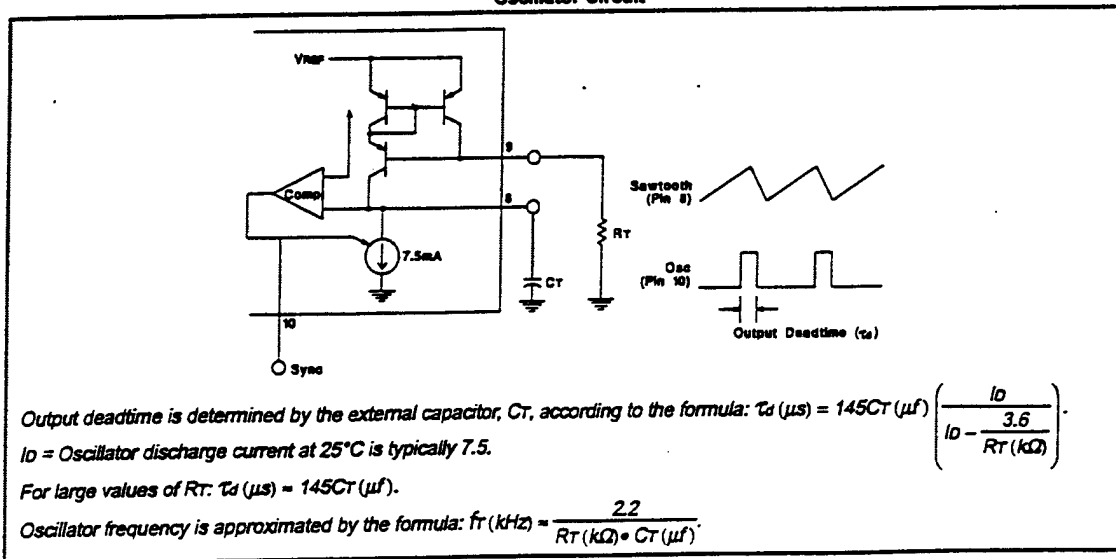 Oscillator Circuit
VREF
9
Comp
8
7.5mA
RT
CT
10
Sync
Sawtooth
(Pin 8)
Osc
(Pin 10)
Output Deadtime (τd)
Output deadtime is determined by the external capacitor, CT, according to the formula: τd (μs) = 145CT (μf) (ID / (ID − 3.6 / RT (kΩ))).
ID = Oscillator discharge current at 25°C is typically 7.5.
For large values of RT: τd (μs) ≈ 145CT (μf).
Oscillator frequency is approximated by the formula: fT (kHz) ≈ 2.2 / (RT (kΩ) • CT (μf)).